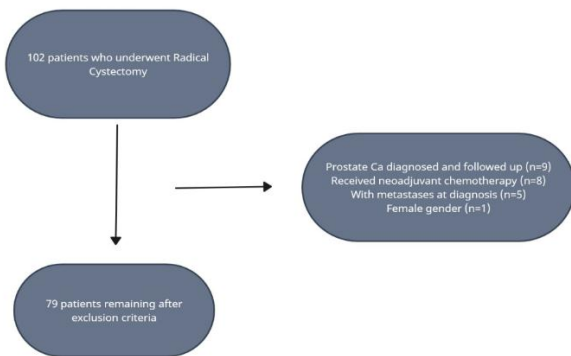 102 patients who underwent Radical
Cystectomy
Prostate Ca diagnosed and followed up (n=9)
Received neoadjuvant chemotherapy (n=8)
With metastases at diagnosis (n=5)
Female gender (n=1)
79 patients remaining after
exclusion criteria